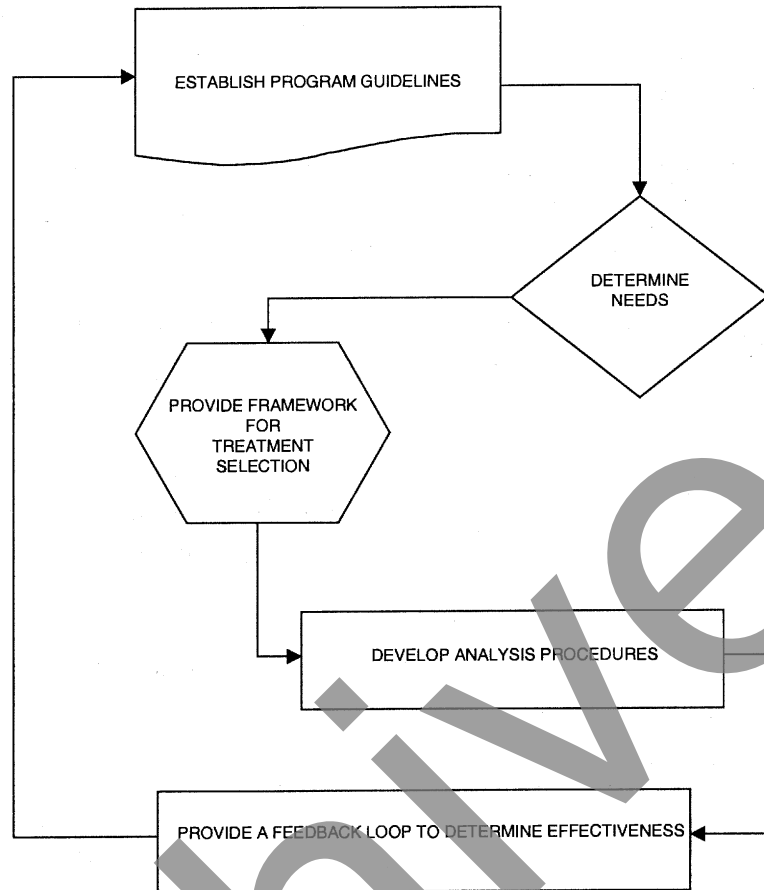 ESTABLISH PROGRAM GUIDELINES
DETERMINE
NEEDS
PROVIDE FRAMEWORK
FOR
TREATMENT
SELECTION
DEVELOP ANALYSIS PROCEDURES
PROVIDE A FEEDBACK LOOP TO DETERMINE EFFECTIVENESS
hive